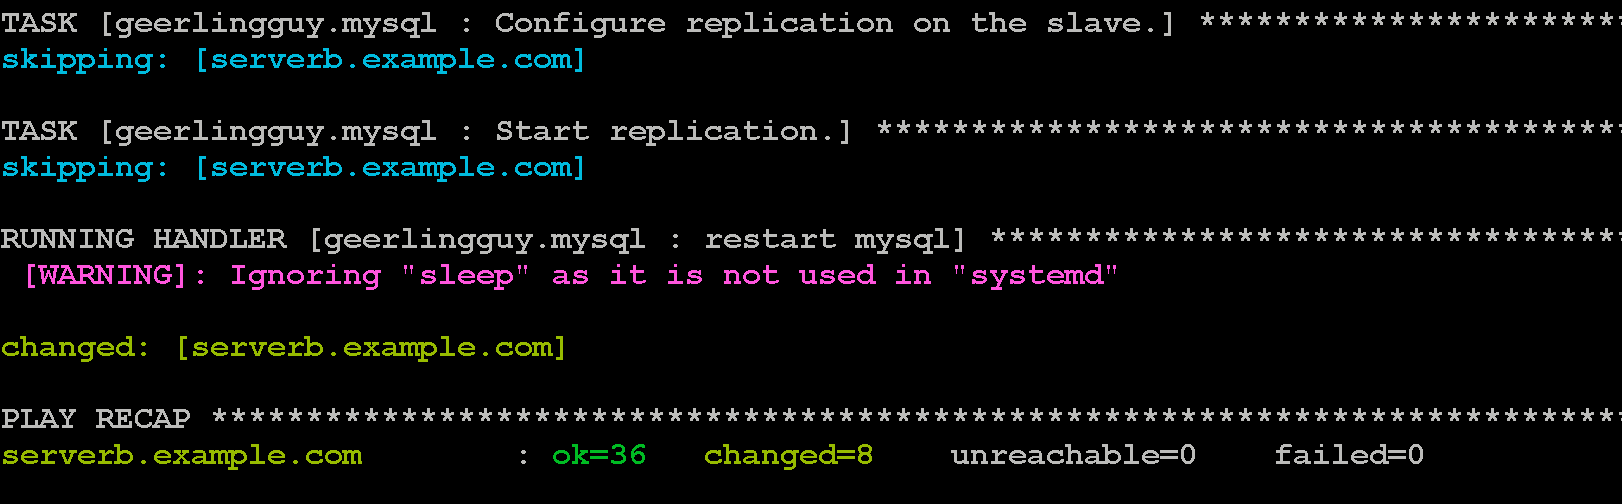 TASK [geerlingguy.mysql : Configure replication on the slave.] **********************
skipping: [serverb.example.com]
TASK [geerlingguy.mysql : Start replication.] ***************************************
skipping: [serverb.example.com]
RUNNING HANDLER [geerlingguy.mysql : restart mysql] *********************************
[WARNING]: Ignoring "sleep" as it is not used in "systemd"
changed: [serverb.example.com]
PLAY RECAP **************************************************************************
serverb.example.com : ok=36 changed=8 unreachable=0 failed=0